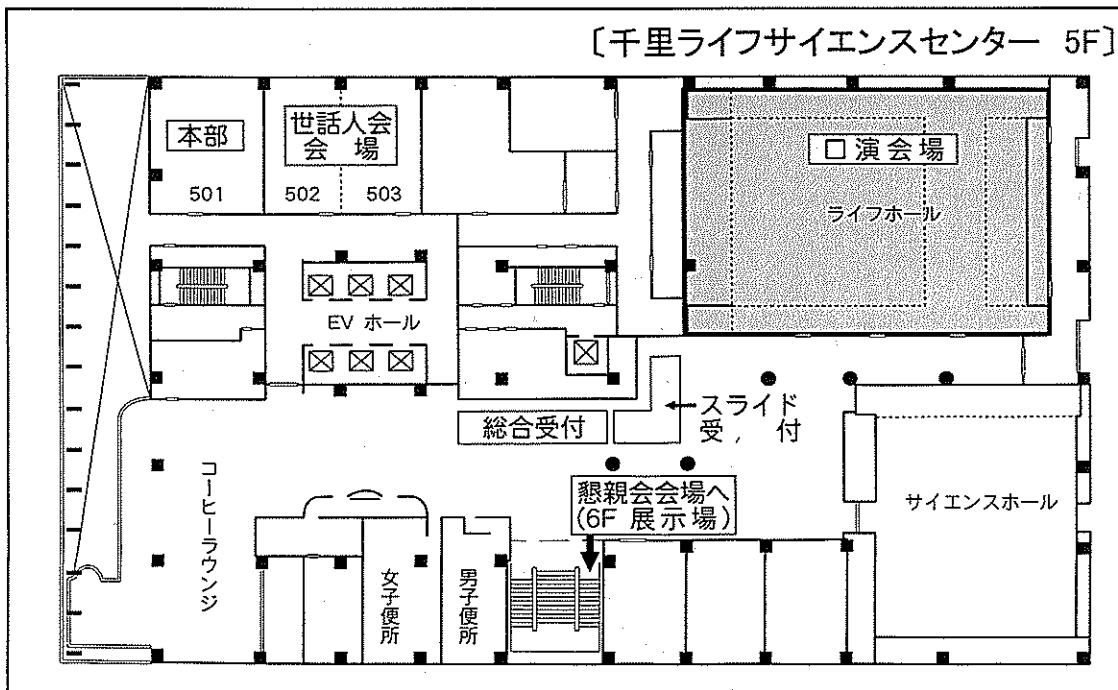 〔千里ライフサイエンスセンター 5F〕
本部
世話人会
会場
口演会場
501
502
503
ライフホール
EV ホール
スライド
受付
総合受付
コーヒーラウンジ
懇親会会場へ
(6F 展示場)
サイエンスホール
女子便所
男子便所